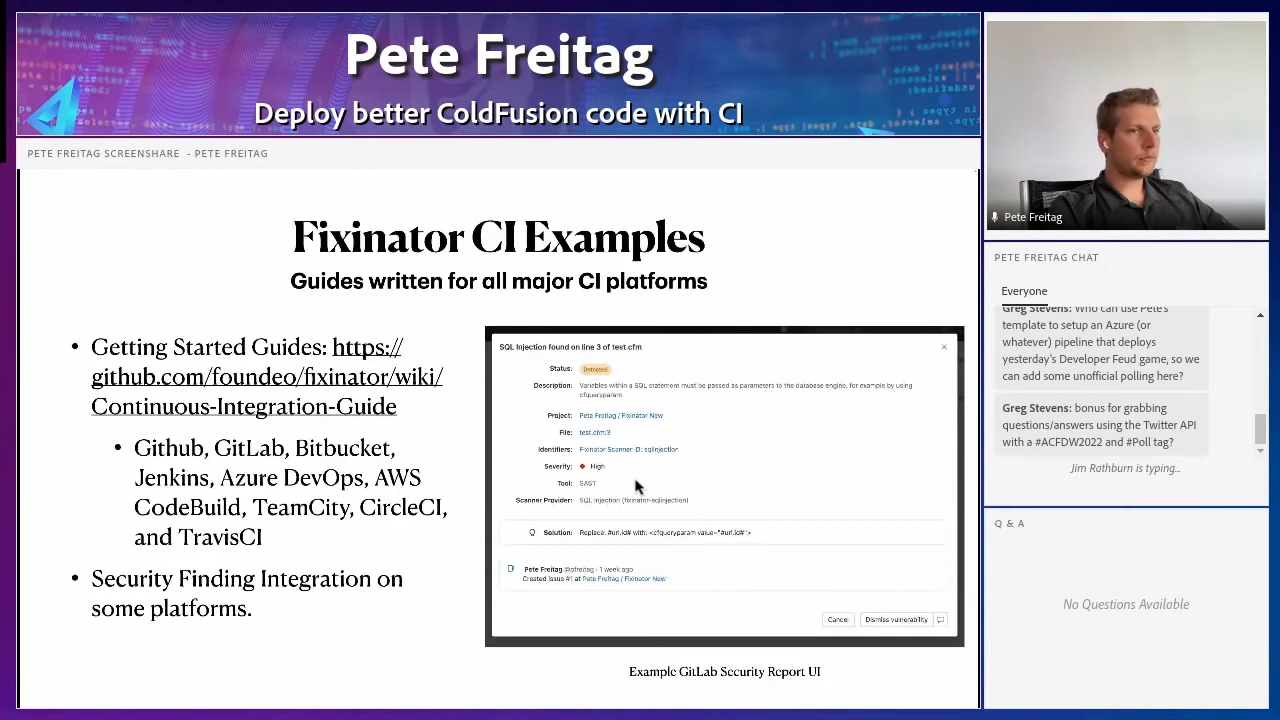 Pete Freitag
Deploy better ColdFusion code with CI
PETE FREITAG SCREENSHARE - PETE FREITAG
Fixinator CI Examples
Guides written for all major CI platforms
• Getting Started Guides: https://
github.com/foundeo/fixinator/wiki/
Continuous-Integration-Guide
• Github, GitLab, Bitbucket,
Jenkins, Azure DevOps, AWS
CodeBuild, TeamCity, CircleCI,
and TravisCI
• Security Finding Integration on
some platforms.
SQL Injection found on line 3 of test.cfm
Status: Detected
Description: Variables within a SQL statement must be passed as parameters to the database engine, for example by using
cfqueryparam
Project: Pete Freitag / Fixinator New
File: test.cfm:3
Identifiers: Fixinator Scanner ID: sqlinjection
Severity: High
Tool: SAST
Scanner Provider: SQL Injection (fixinator-sqlinjection)
Solution: Replace: #url.id# with: <cfqueryparam value="#url.id#">
Pete Freitag @pfreitag · 1 week ago
Created issue #1 at Pete Freitag / Fixinator New
Cancel Dismiss vulnerability
Example GitLab Security Report UI
Pete Freitag
PETE FREITAG CHAT
Everyone
Greg Stevens: Who can use Pete's
template to setup an Azure (or
whatever) pipeline that deploys
yesterday's Developer Feud game, so we
can add some unofficial polling here?
Greg Stevens: bonus for grabbing
questions/answers using the Twitter API
with a #ACFDW2022 and #Poll tag?
Jim Rathburn is typing...
Q & A
No Questions Available